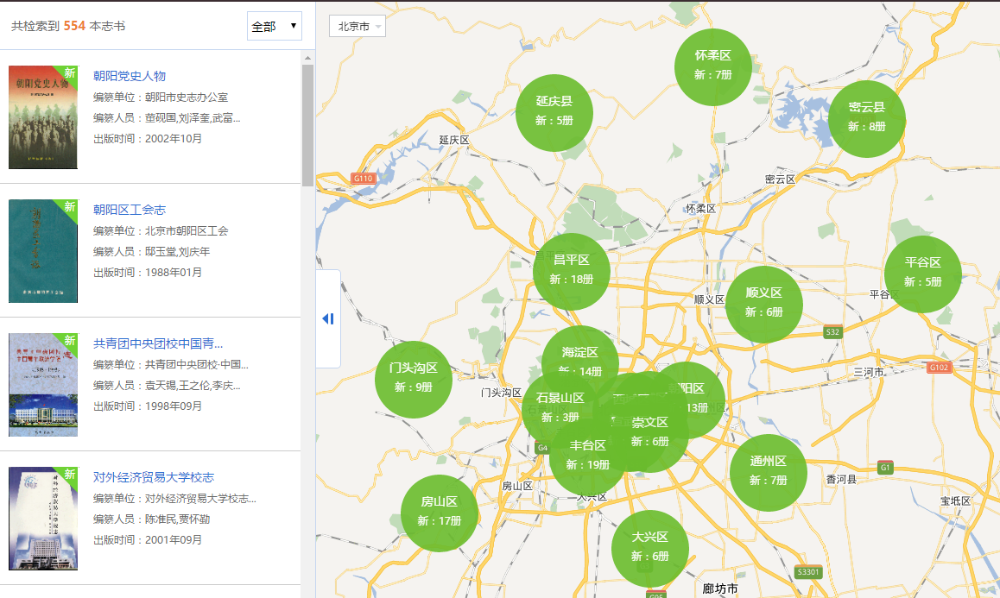 共检索到 554 本志书
全部
新
朝阳党史人物
朝阳党史人物
编纂单位：朝阳市史志办公室
编纂人员：苗砚国,刘泽奎,武富...
出版时间：2002年10月
新
朝阳区工会志
编纂单位：北京市朝阳区工会
编纂人员：邸玉堂,刘庆年
出版时间：1988年01月
新
共青团中央团校中国青...
编纂单位：共青团中央团校·中国...
编纂人员：袁天锡,王之伦,李庆...
出版时间：1998年09月
新
对外经济贸易大学校志
对外经济贸易大学校志
编纂单位：对外经济贸易大学校志...
编纂人员：陈准民,贾怀勤
出版时间：2001年09月
北京市
怀柔区
新：7册
延庆县
新：5册
密云县
新：8册
延庆区
G110
密云区
怀柔区
昌平区
新：18册
平谷区
新：5册
顺义区
新：6册
顺义区
平谷区
S32
海淀区
新：14册
门头沟区
新：9册
三河市
G102
门头沟区
石景山区
新：3册
阳区
13册
崇文区
新：6册
G4
丰台区
新：19册
通州区
新：7册
G1
香河县
房山区
大兴区
宝坻区
房山区
新：17册
大兴区
新：6册
S3301
廊坊市